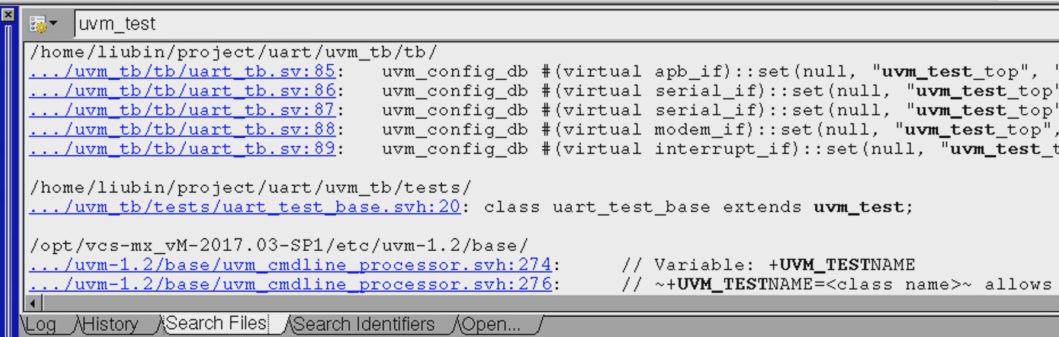 uvm_test
/home/liubin/project/uart/uvm_tb/tb/
.../uvm_tb/tb/uart_tb.sv:85:    uvm_config_db #(virtual apb_if)::set(null, "uvm_test_top", "
.../uvm_tb/tb/uart_tb.sv:86:    uvm_config_db #(virtual serial_if)::set(null, "uvm_test_top"
.../uvm_tb/tb/uart_tb.sv:87:    uvm_config_db #(virtual serial_if)::set(null, "uvm_test_top"
.../uvm_tb/tb/uart_tb.sv:88:    uvm_config_db #(virtual modem_if)::set(null, "uvm_test_top",
.../uvm_tb/tb/uart_tb.sv:89:    uvm_config_db #(virtual interrupt_if)::set(null, "uvm_test_t
/home/liubin/project/uart/uvm_tb/tests/
.../uvm_tb/tests/uart_test_base.svh:20: class uart_test_base extends uvm_test;
/opt/vcs-mx_vM-2017.03-SP1/etc/uvm-1.2/base/
.../uvm-1.2/base/uvm_cmdline_processor.svh:274:      // Variable: +UVM_TESTNAME
.../uvm-1.2/base/uvm_cmdline_processor.svh:276:      // ~+UVM_TESTNAME=<class name>~ allows
Log History Search Files Search Identifiers Open...